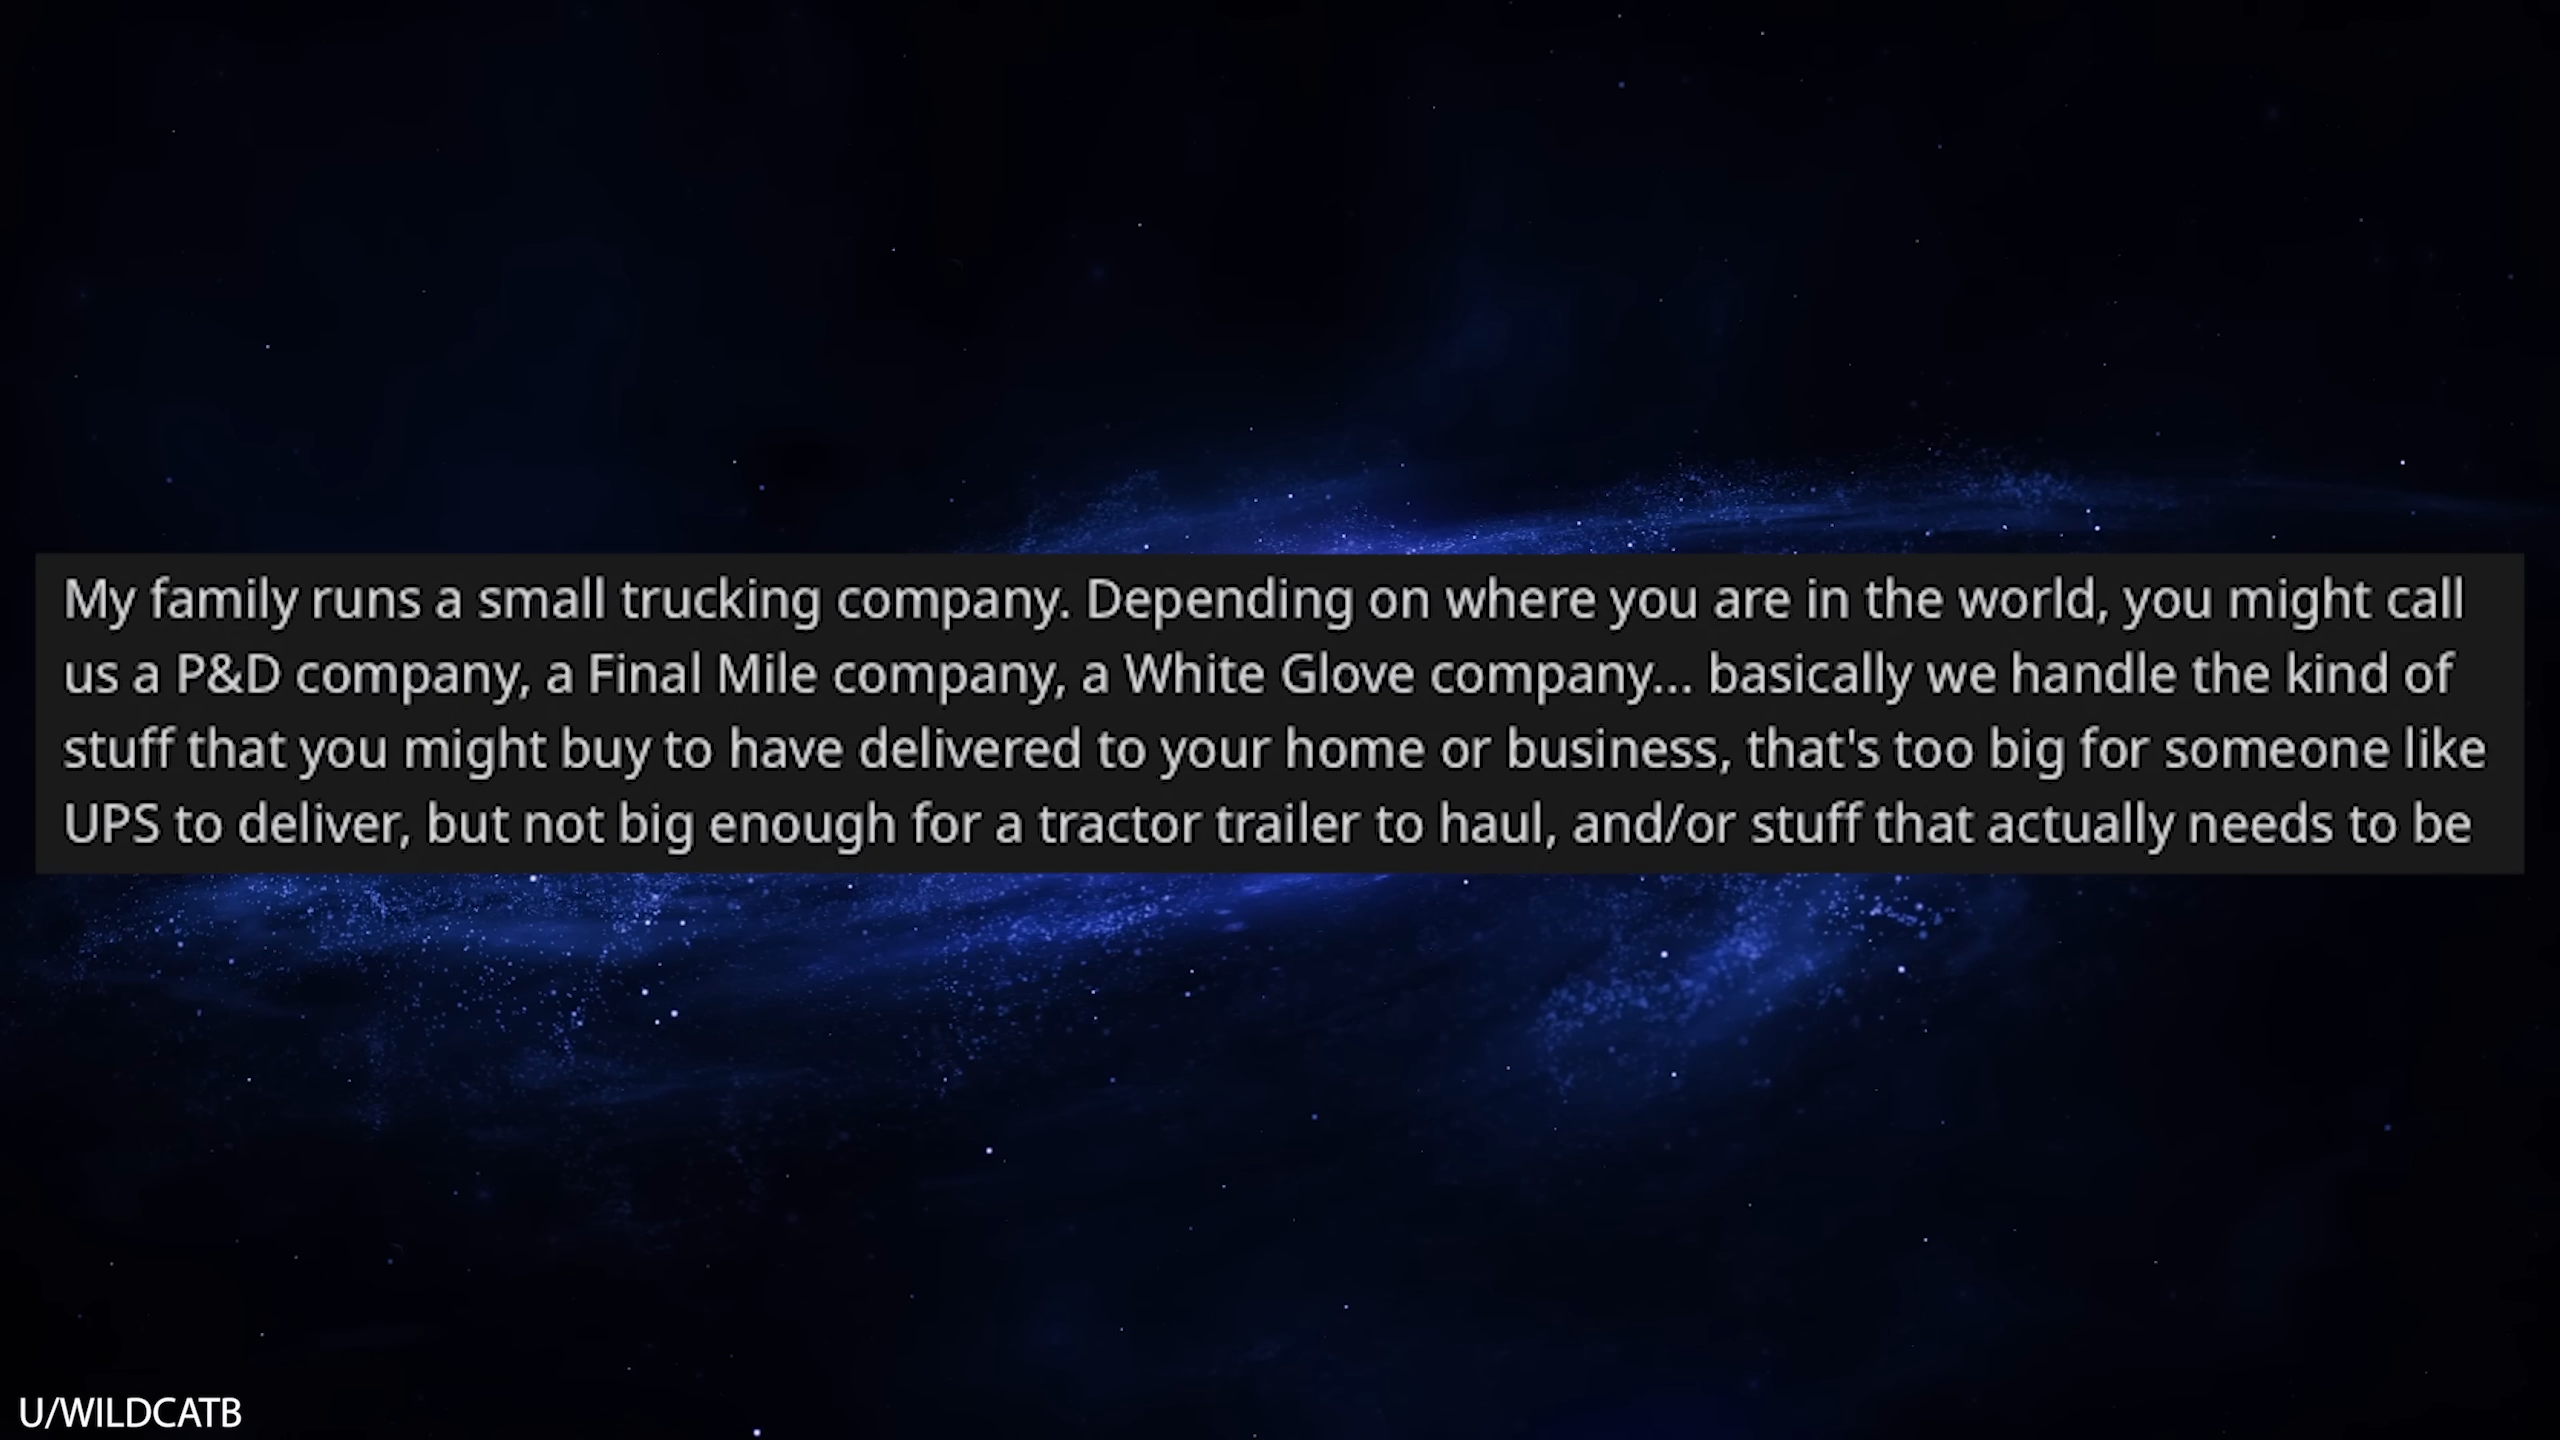 My family runs a small trucking company. Depending on where you are in the world, you might call
us a P&D company, a Final Mile company, a White Glove company... basically we handle the kind of
stuff that you might buy to have delivered to your home or business, that's too big for someone like
UPS to deliver, but not big enough for a tractor trailer to haul, and/or stuff that actually needs to be
U/WILDCATB